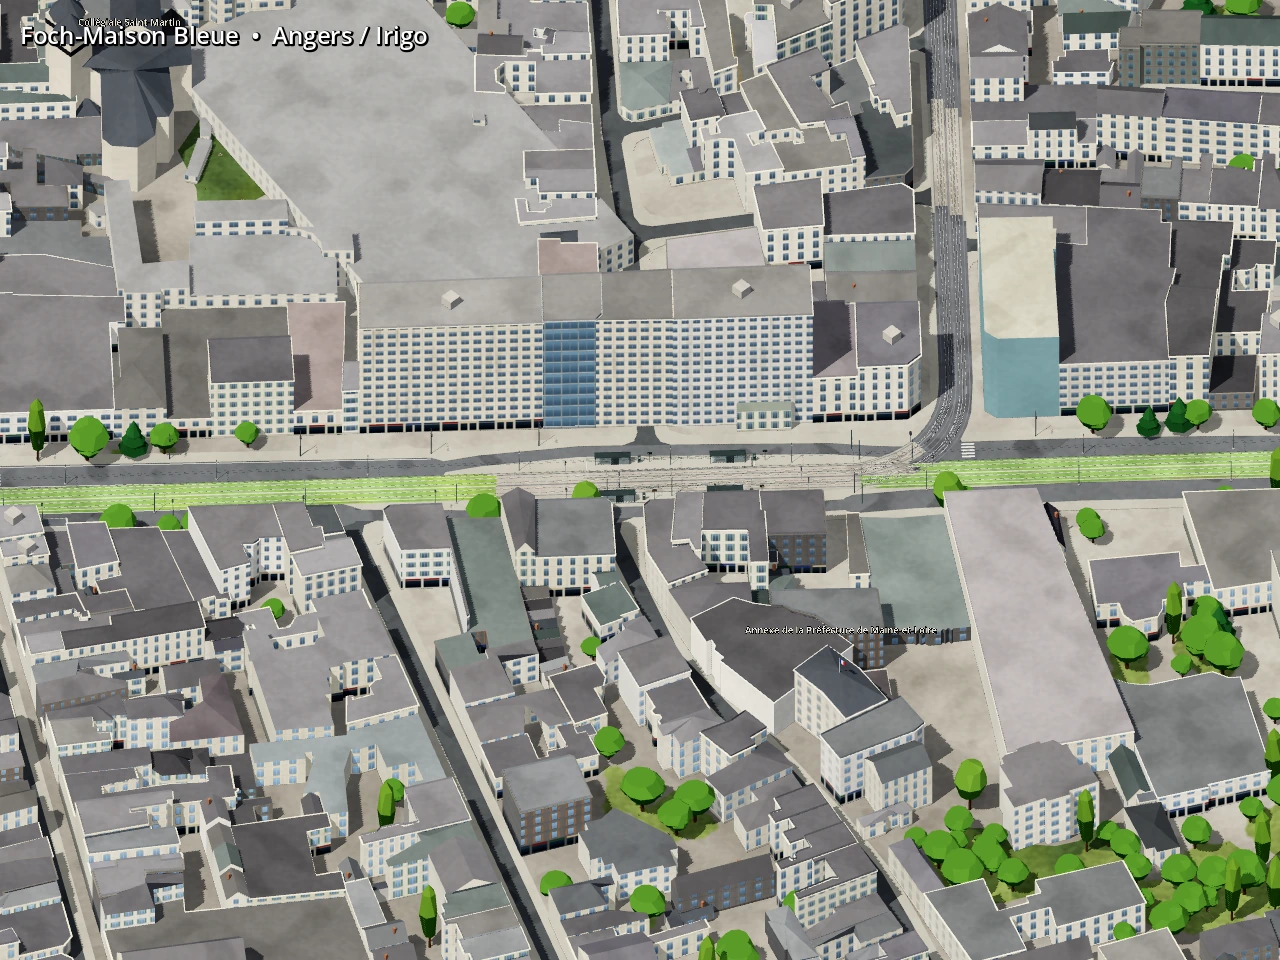 Collégiale Saint Martin
Foch-Maison Bleue • Angers / Irigo
Annexe de la Préfecture de Maine-et-Loire